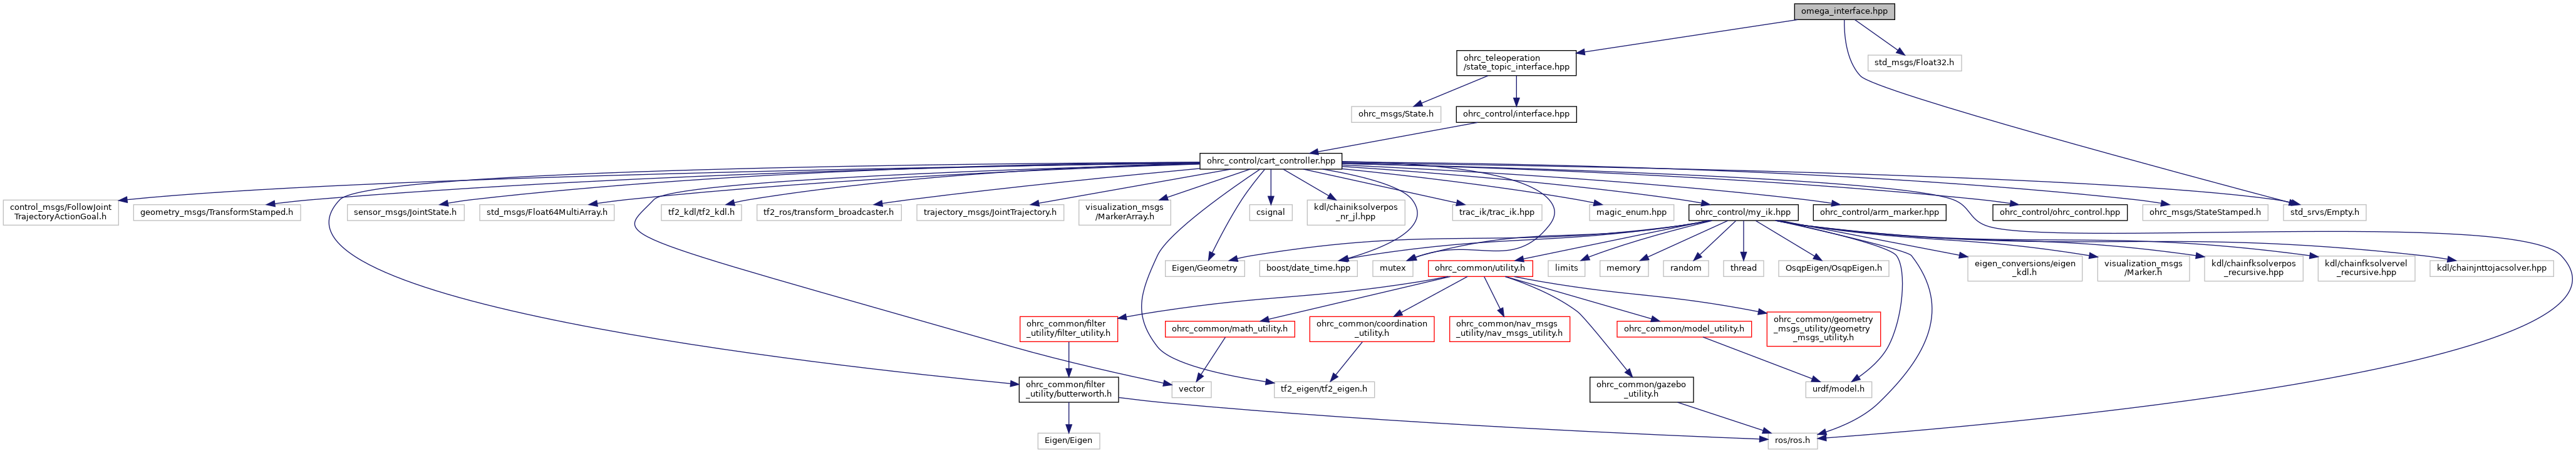 omega_interface.hpp
ohrc_teleoperation
/state_topic_interface.hpp
std_msgs/Float32.h
ohrc_msgs/State.h
ohrc_control/interface.hpp
ohrc_control/cart_controller.hpp
control_msgs/FollowJoint
TrajectoryActionGoal.h
geometry_msgs/TransformStamped.h
sensor_msgs/JointState.h
std_msgs/Float64MultiArray.h
tf2_kdl/tf2_kdl.h
tf2_ros/transform_broadcaster.h
trajectory_msgs/JointTrajectory.h
visualization_msgs
/MarkerArray.h
csignal
kdl/chainiksolverpos
_nr_jl.hpp
trac_ik/trac_ik.hpp
magic_enum.hpp
ohrc_control/my_ik.hpp
ohrc_control/arm_marker.hpp
ohrc_control/ohrc_control.hpp
ohrc_msgs/StateStamped.h
std_srvs/Empty.h
Eigen/Geometry
boost/date_time.hpp
mutex
ohrc_common/utility.h
limits
memory
random
thread
OsqpEigen/OsqpEigen.h
eigen_conversions/eigen
_kdl.h
visualization_msgs
/Marker.h
kdl/chainfksolverpos
_recursive.hpp
kdl/chainfksolvervel
_recursive.hpp
kdl/chainjnttojacsolver.hpp
ohrc_common/filter
_utility/filter_utility.h
ohrc_common/math_utility.h
ohrc_common/coordination
_utility.h
ohrc_common/nav_msgs
_utility/nav_msgs_utility.h
ohrc_common/model_utility.h
ohrc_common/geometry
_msgs_utility/geometry
_msgs_utility.h
ohrc_common/filter
_utility/butterworth.h
vector
tf2_eigen/tf2_eigen.h
ohrc_common/gazebo
_utility.h
urdf/model.h
Eigen/Eigen
ros/ros.h